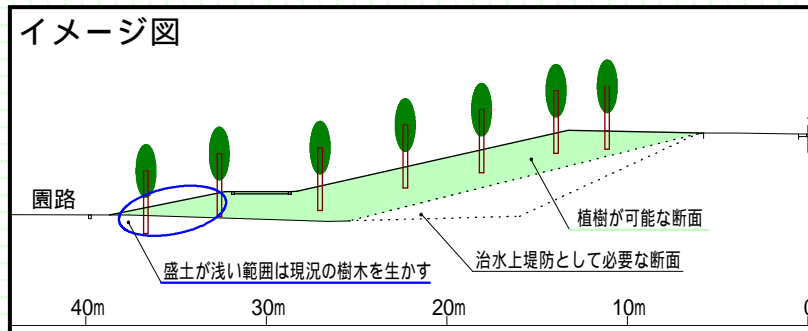 イメージ図
園路
植樹が可能な断面
治水上堤防として必要な断面
盛土が浅い範囲は現況の樹木を生かす
40m 30m 20m 10m 0